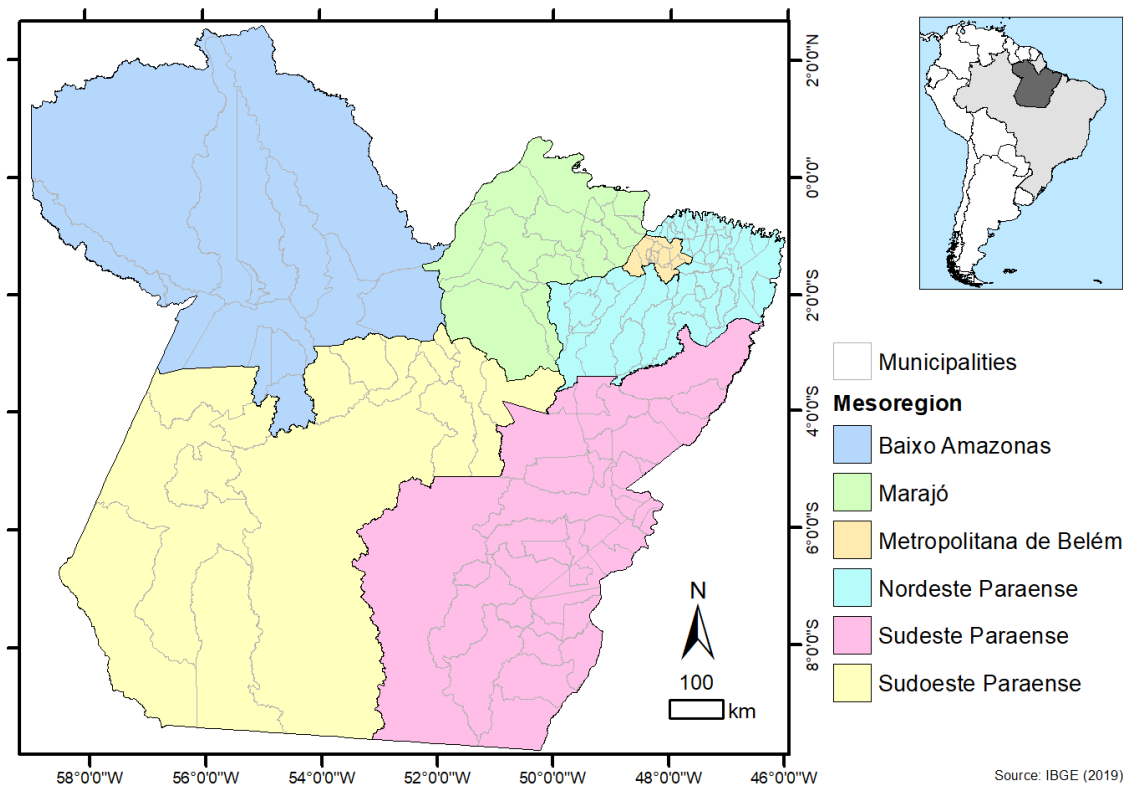 2°0'0"N
0°0'0"
2°0'0"S
4°0'0"S
6°0'0"S
8°0'0"S
Municipalities
Mesoregion
Baixo Amazonas
Marajó
Metropolitana de Belém
Nordeste Paraense
Sudeste Paraense
Sudoeste Paraense
N
100
km
58°0'0"W
56°0'0"W
54°0'0"W
52°0'0"W
50°0'0"W
48°0'0"W
46°0'0"W
Source: IBGE (2019)